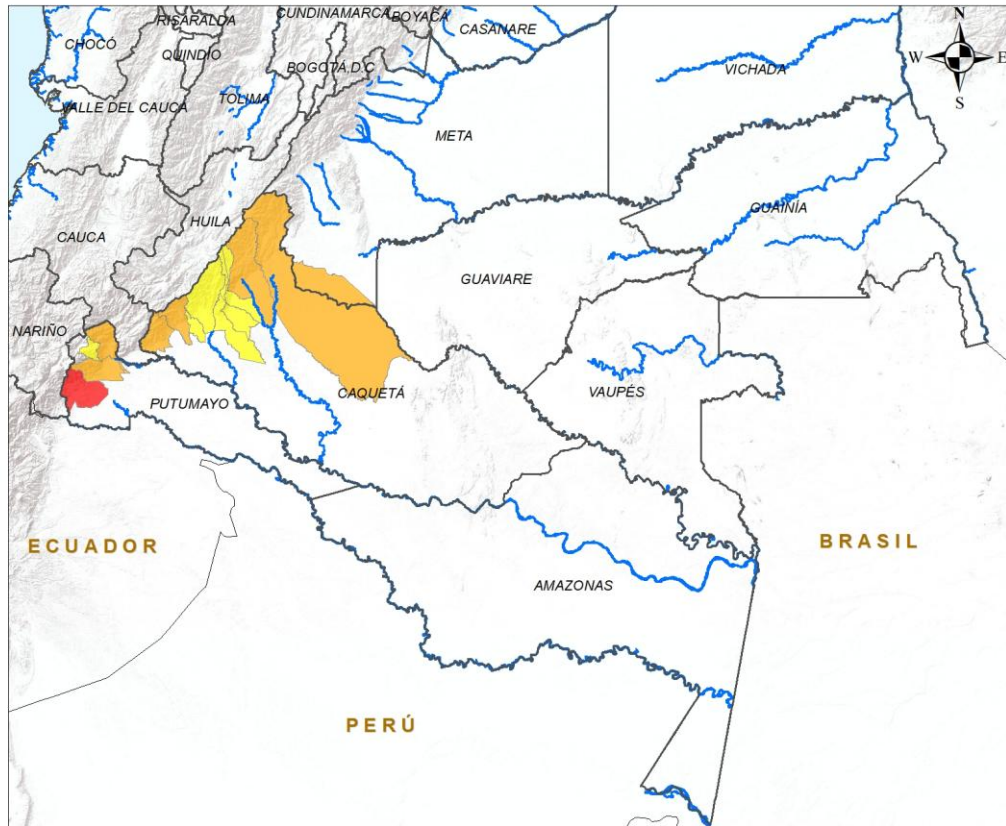 CUNDINAMARCA
BOYACÁ
RISARALDA
CASANARE
N
CHOCÓ
QUINDIO
BOGOTÁ D.C
W
E
VICHADA
S
VALLE DEL CAUCA
TOLIMA
META
HUILA
GUAINÍA
CAUCA
GUAVIARE
NARIÑO
CAQUETÁ
VAUPÉS
PUTUMAYO
ECUADOR
BRASIL
AMAZONAS
PERÚ